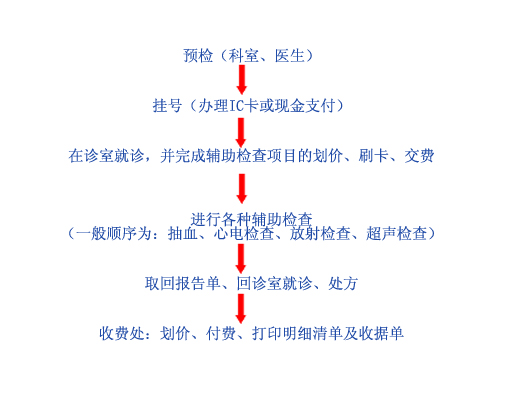 预检（科室、医生）
挂号（办理IC卡或现金支付）
在诊室就诊，并完成辅助检查项目的划价、刷卡、交费
进行各种辅助检查
（一般顺序为：抽血、心电检查、放射检查、超声检查）
取回报告单、回诊室就诊、处方
收费处：划价、付费、打印明细清单及收据单